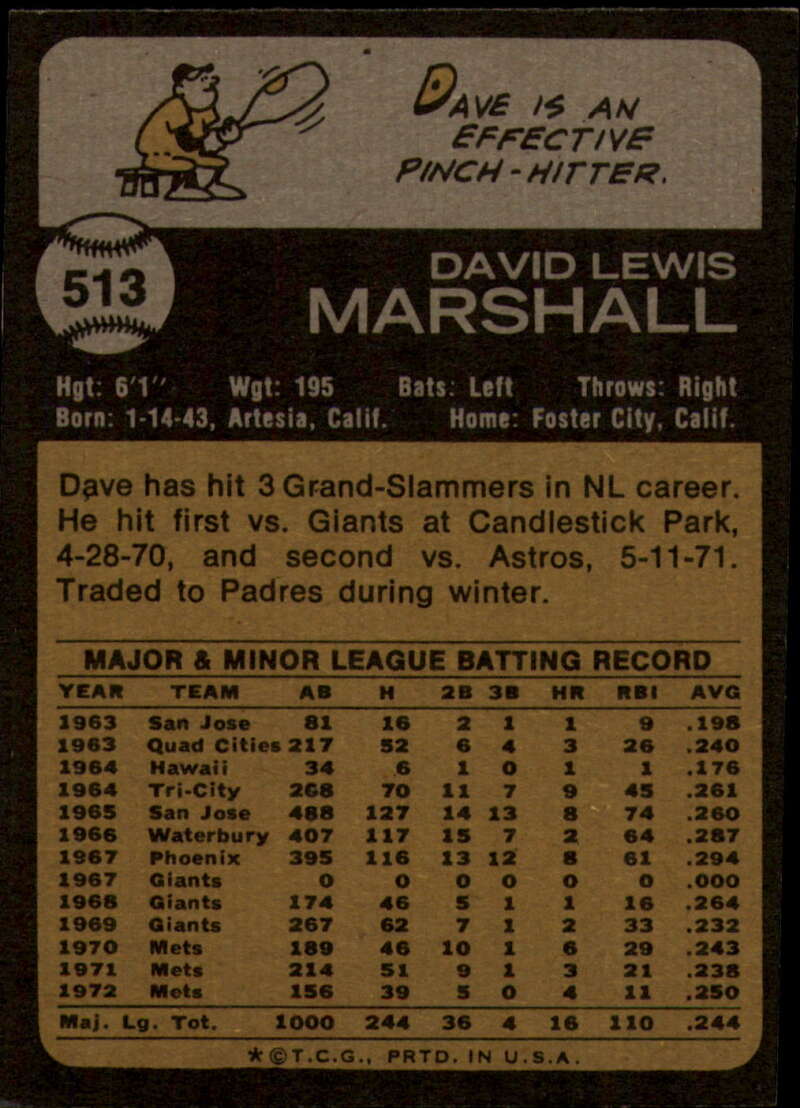 DAVE IS AN
EFFECTIVE
PINCH-HITTER.
513
DAVID LEWIS
MARSHALL
Hgt: 6'1" Wgt: 195 Bats: Left Throws: Right
Born: 1-14-43, Artesia, Calif. Home: Foster City, Calif.
Dave has hit 3 Grand-Slammers in NL career.
He hit first vs. Giants at Candlestick Park,
4-28-70, and second vs. Astros, 5-11-71.
Traded to Padres during winter.
MAJOR & MINOR LEAGUE BATTING RECORD
YEAR TEAM AB H 2B 3B HR RBI AVG
1963 San Jose 81 16 2 1 1 9 .198
1963 Quad Cities 217 52 6 4 3 26 .240
1964 Hawaii 34 6 1 0 1 1 .176
1964 Tri-City 268 70 11 7 9 45 .261
1965 San Jose 488 127 14 13 8 74 .260
1966 Waterbury 407 117 15 7 2 64 .287
1967 Phoenix 395 116 13 12 8 61 .294
1967 Giants 0 0 0 0 0 0 .000
1968 Giants 174 46 5 1 1 16 .264
1969 Giants 267 62 7 1 2 33 .232
1970 Mets 189 46 10 1 6 29 .243
1971 Mets 214 51 9 1 3 21 .238
1972 Mets 156 39 5 0 4 11 .250
Maj. Lg. Tot. 1000 244 36 4 16 110 .244
*©T.C.G., PRTD. IN U.S.A.